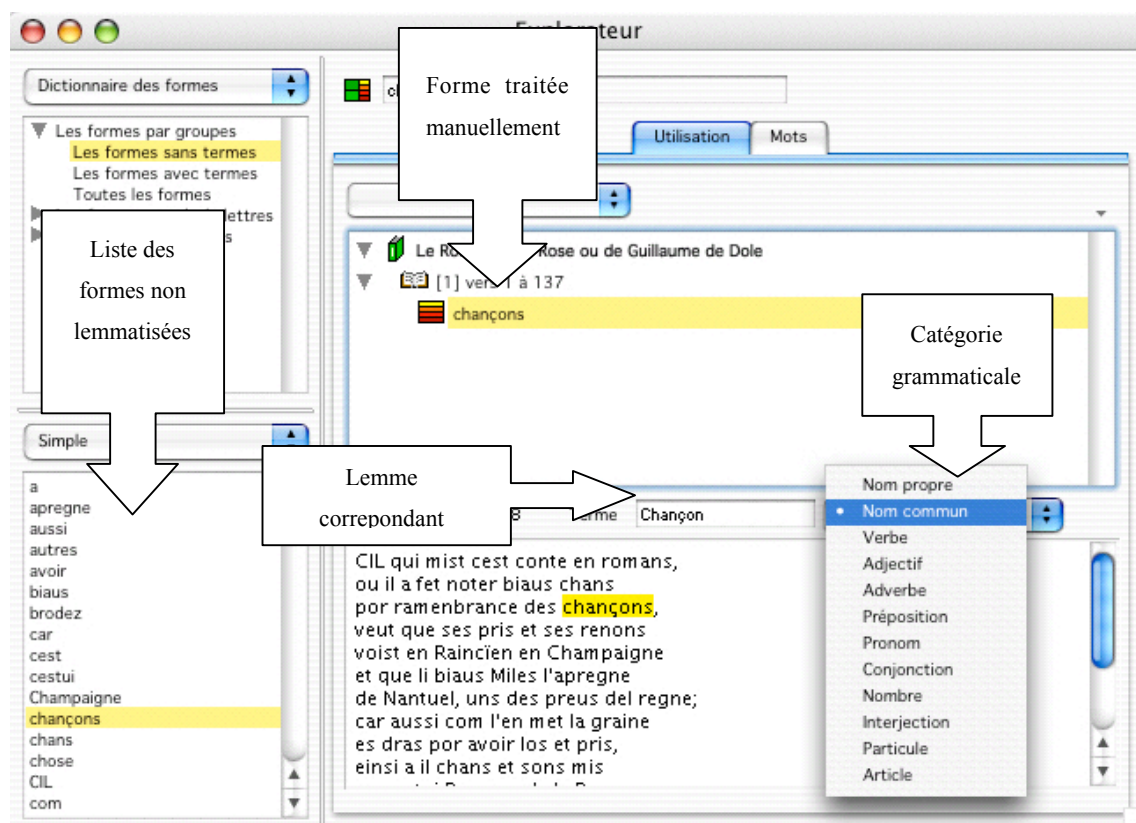 Explorateur
Dictionnaire des formes
Les formes par groupes
Les formes sans termes
Les formes avec termes
Toutes les formes
lettres
s
Liste des
formes non
lemmatisées
Simple
a
apregne
aussi
autres
avoir
biaus
brodez
car
cest
cestui
Champaigne
chançons
chans
chose
CIL
com
Forme traitée
manuellement
Utilisation Mots
Le Ro Rose ou de Guillaume de Dole
[1] vers 1 à 137
chançons
Catégorie
grammaticale
Lemme
correpondant
8 Terme Chançon
Nom propre
• Nom commun
Verbe
Adjectif
Adverbe
Préposition
Pronom
Conjonction
Nombre
Interjection
Particule
Article
CIL qui mist cest conte en romans,
ou il a fet noter biaus chans
por ramenbrance des chançons,
veut que ses pris et ses renons
voist en Raincïen en Champaigne
et que li biaus Miles l'apregne
de Nantuel, uns des preus del regne;
car aussi com l'en met la graine
es dras por avoir los et pris,
einsi a il chans et sons mis